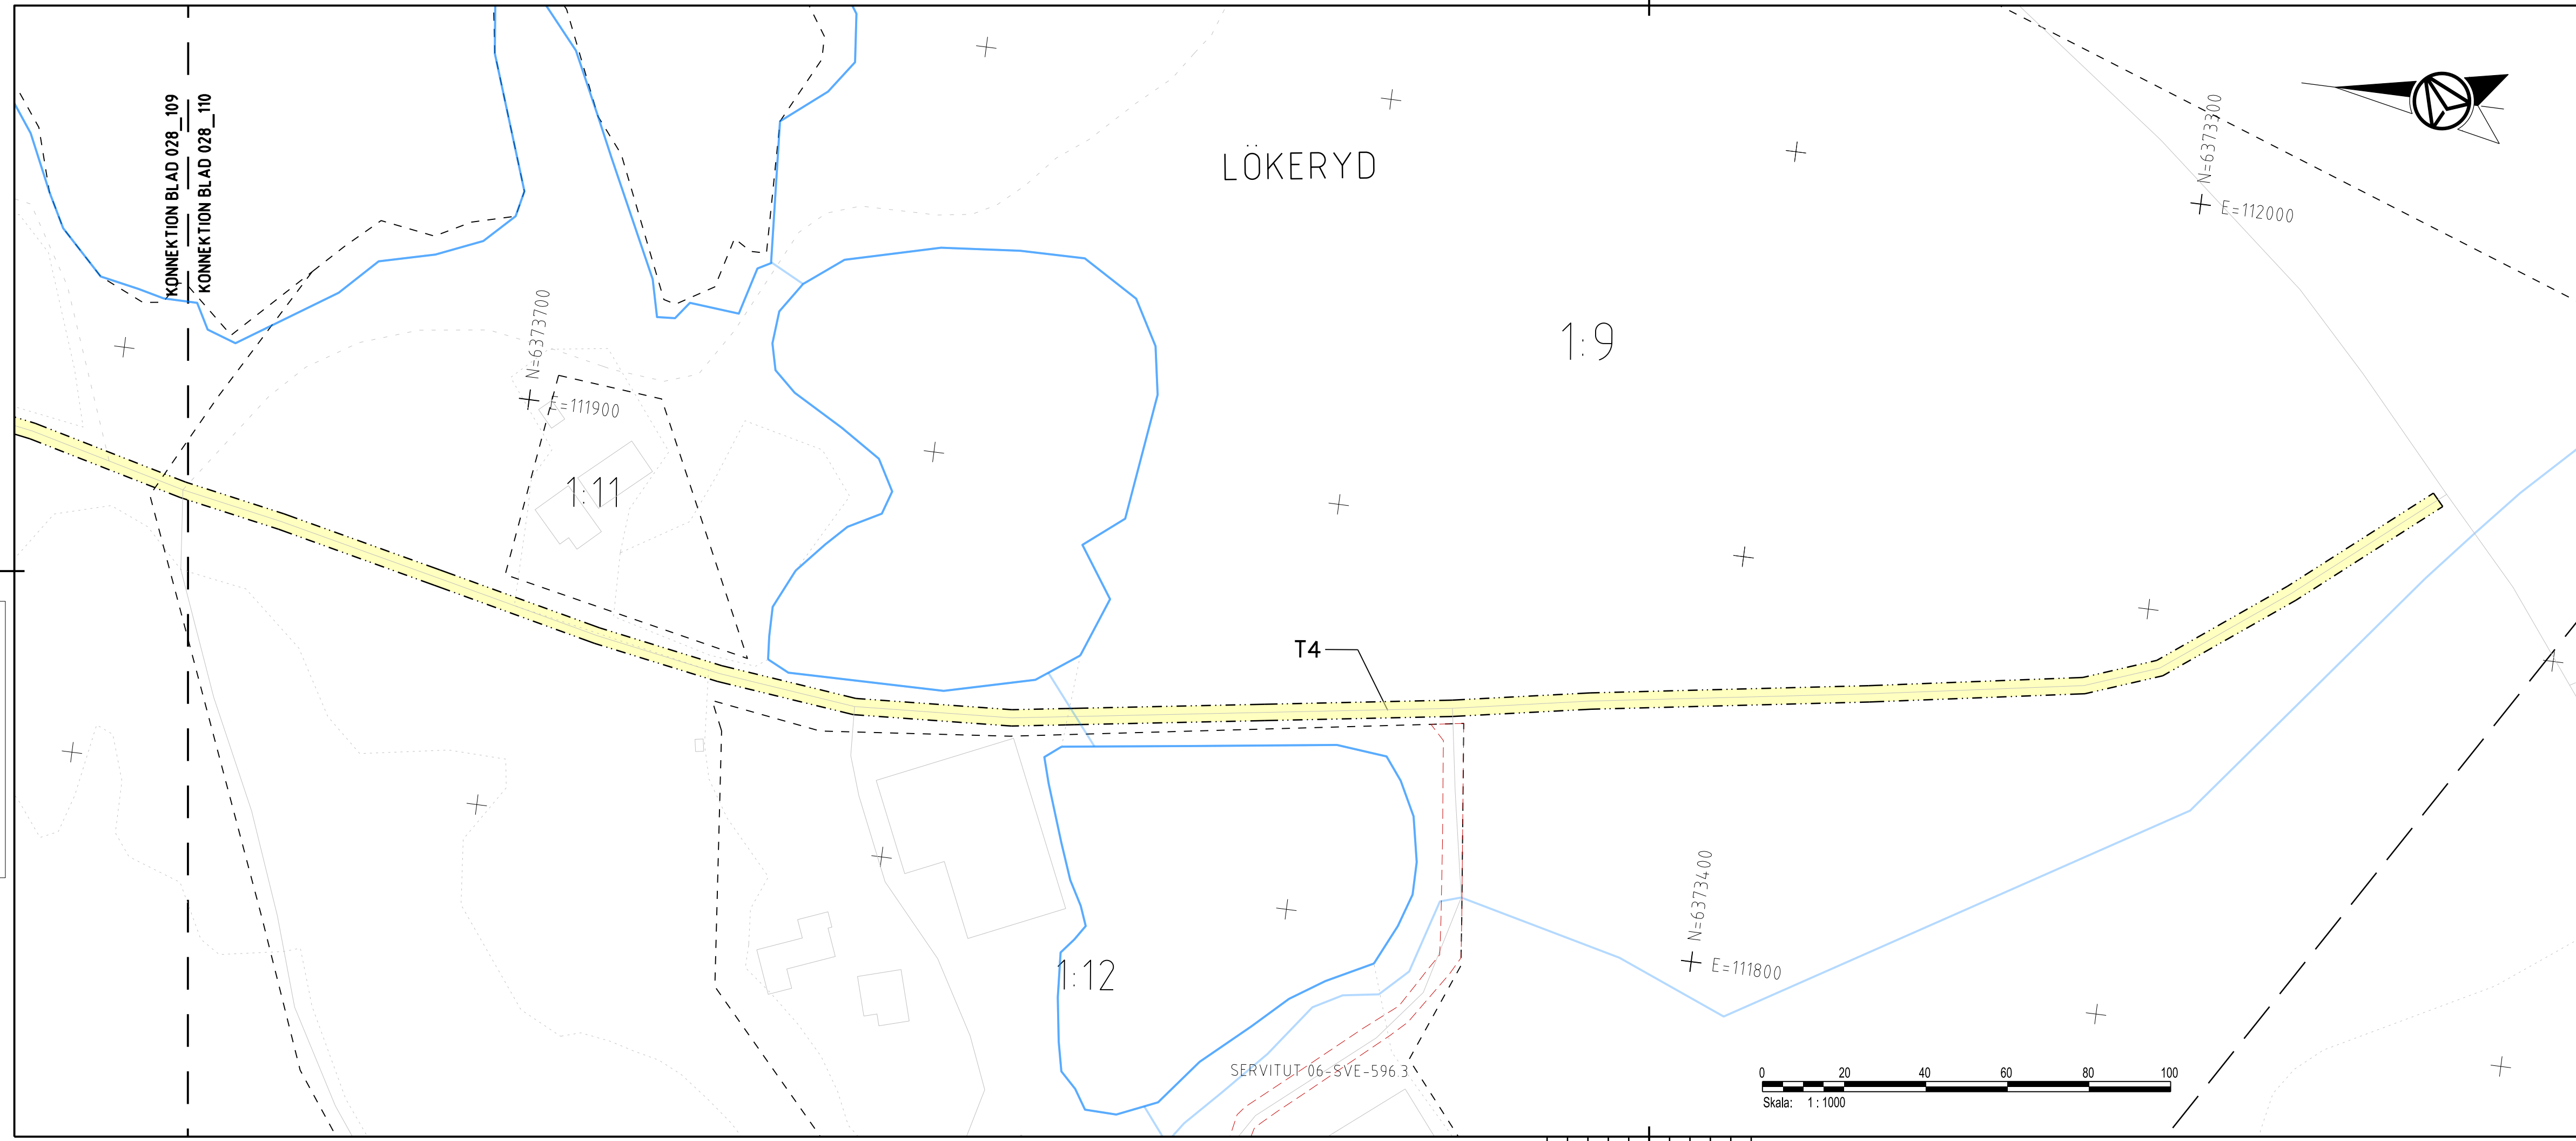 KONNEKTION BLAD 028_109
KONNEKTION BLAD 028_110
LÖKERYD
N=6373300
E=112000
1:9
N=6373700
E=111900
1:11
T4
N=6373400
E=111800
1:12
SERVITUT 06-SVE-596.3
0 20 40 60 80 100
Skala: 1 : 1000